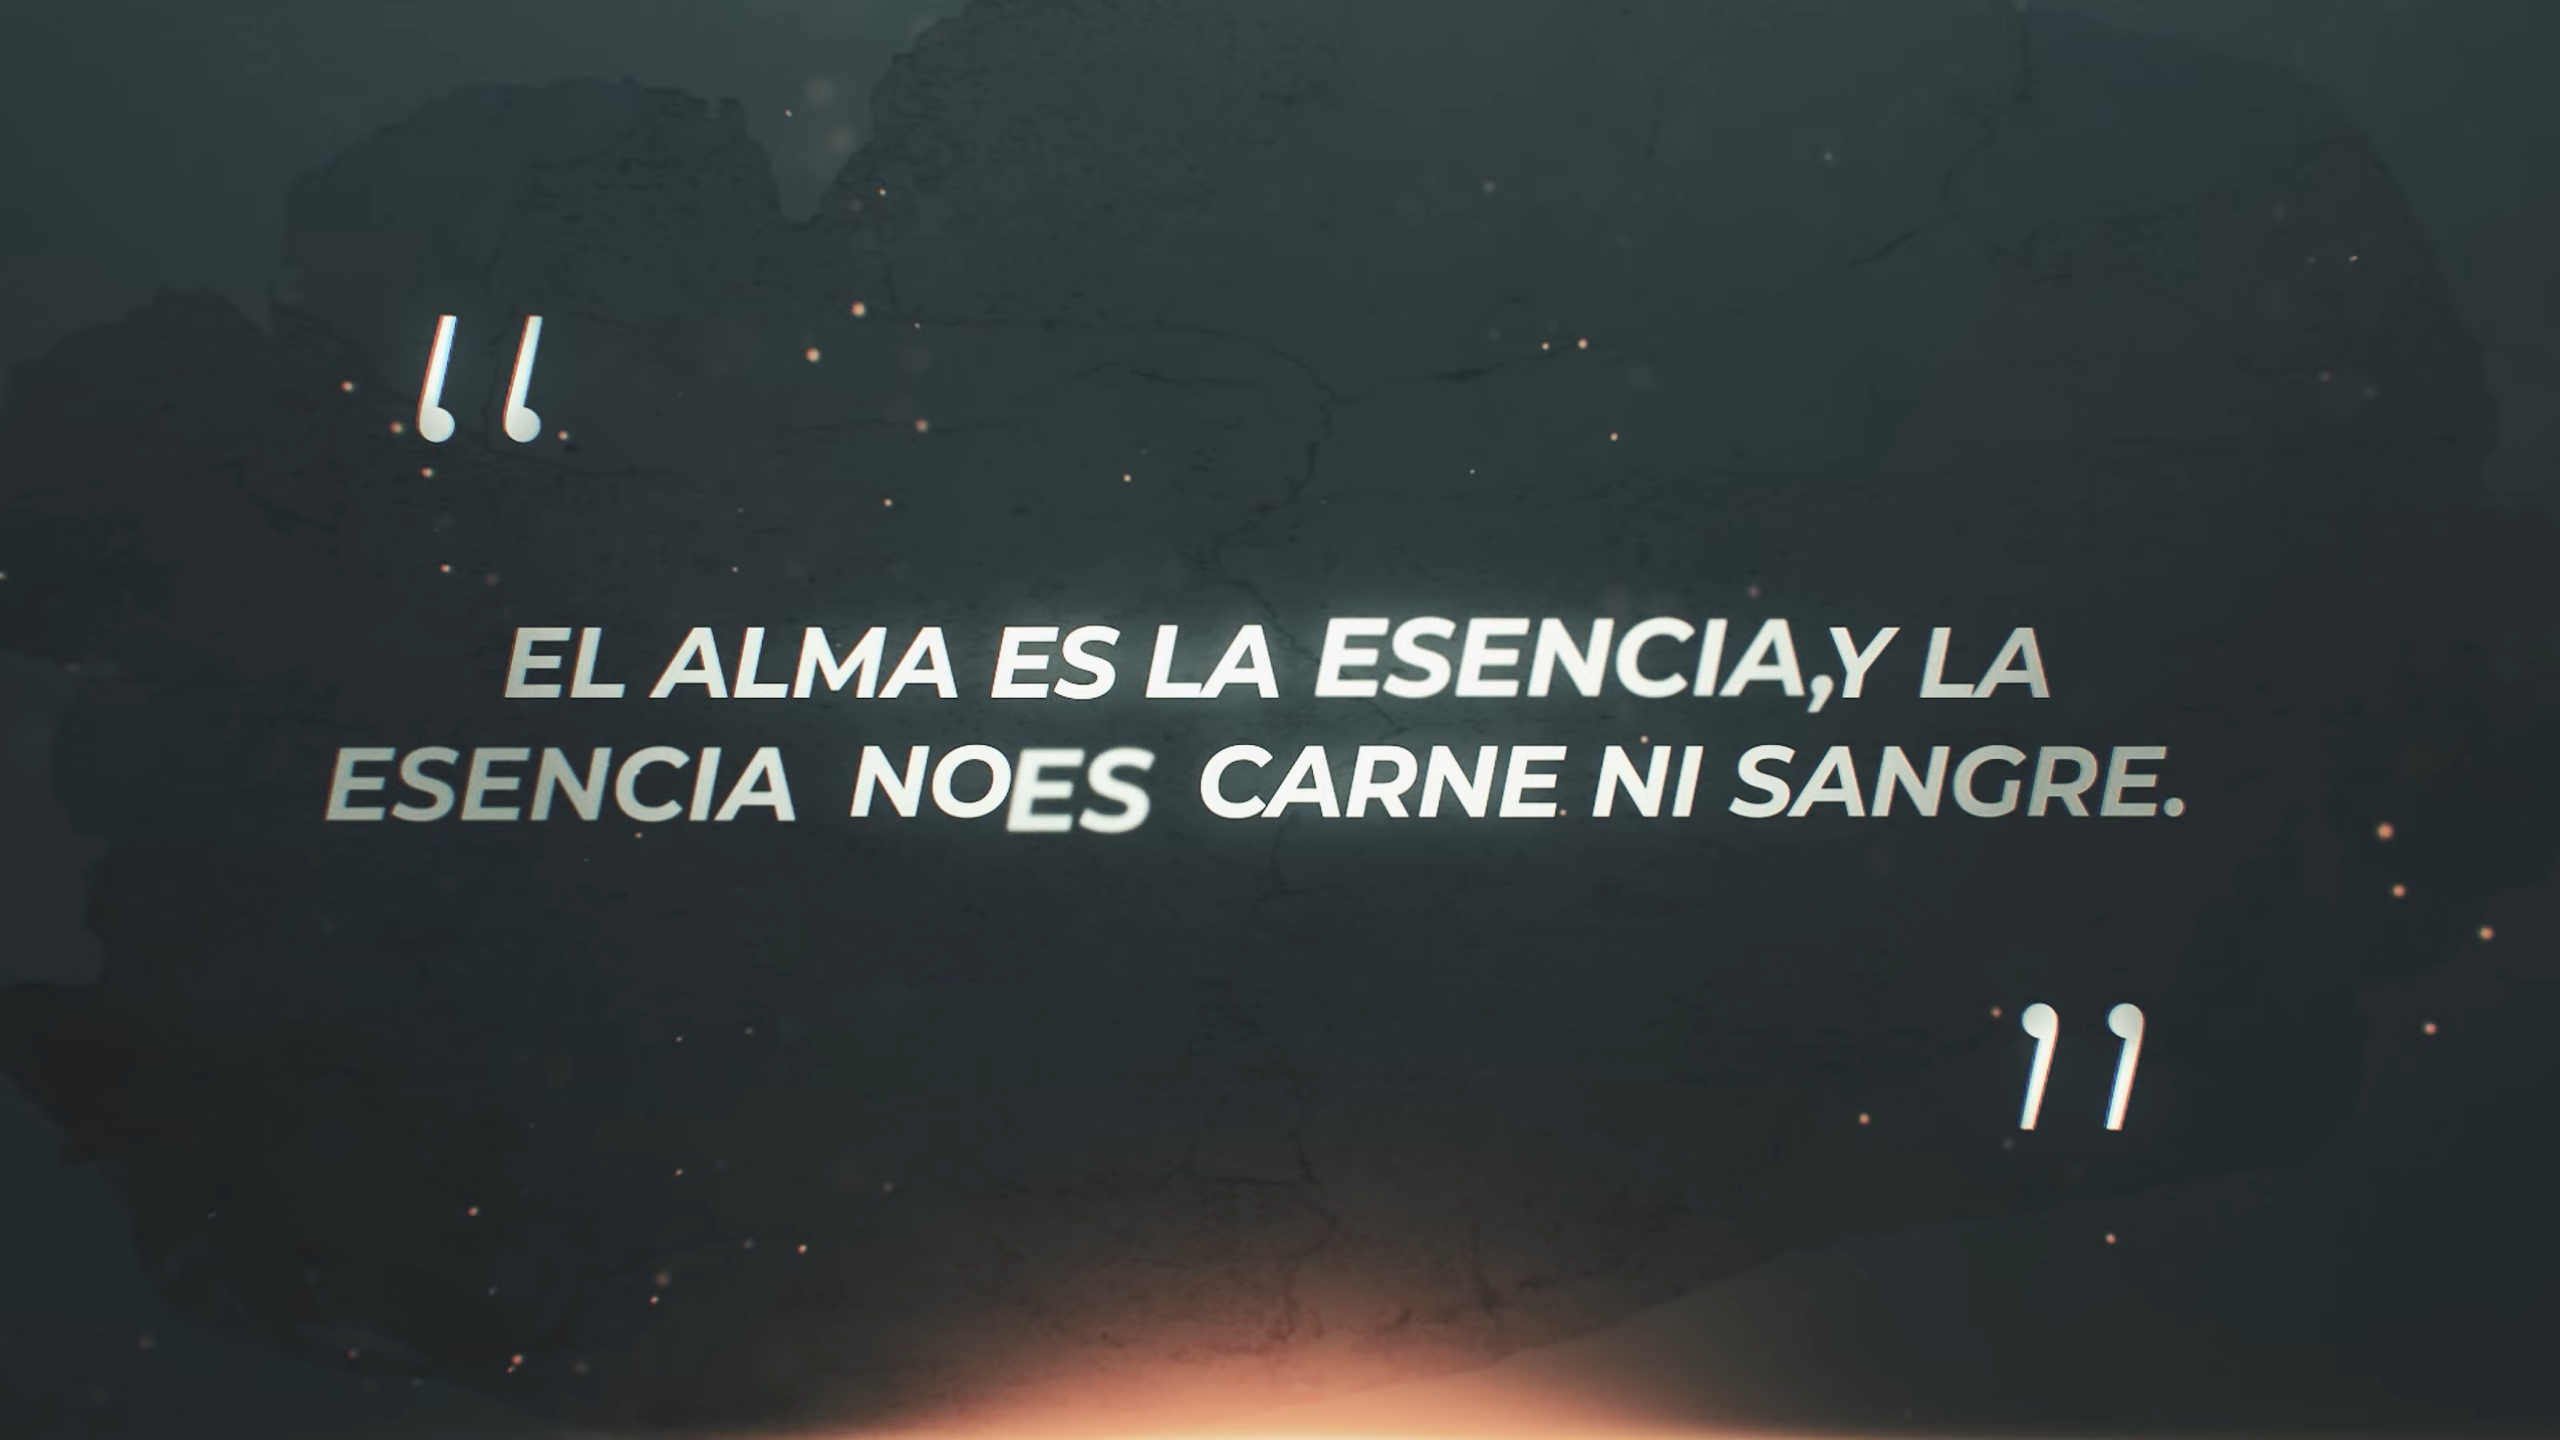 “
EL ALMA ES LA ESENCIA,Y LA
ESENCIA NOES CARNE NI SANGRE.
”